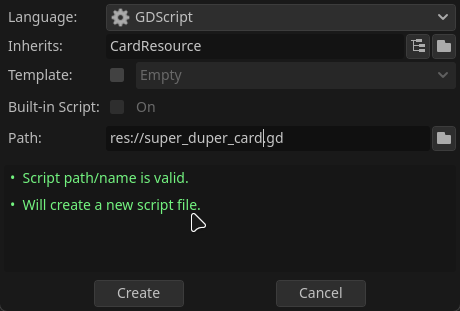 Language: GDScript
Inherits: CardResource
Template: Empty
Built-in Script: On
Path: res://super_duper_card.gd
• Script path/name is valid.
• Will create a new script file.
Create Cancel